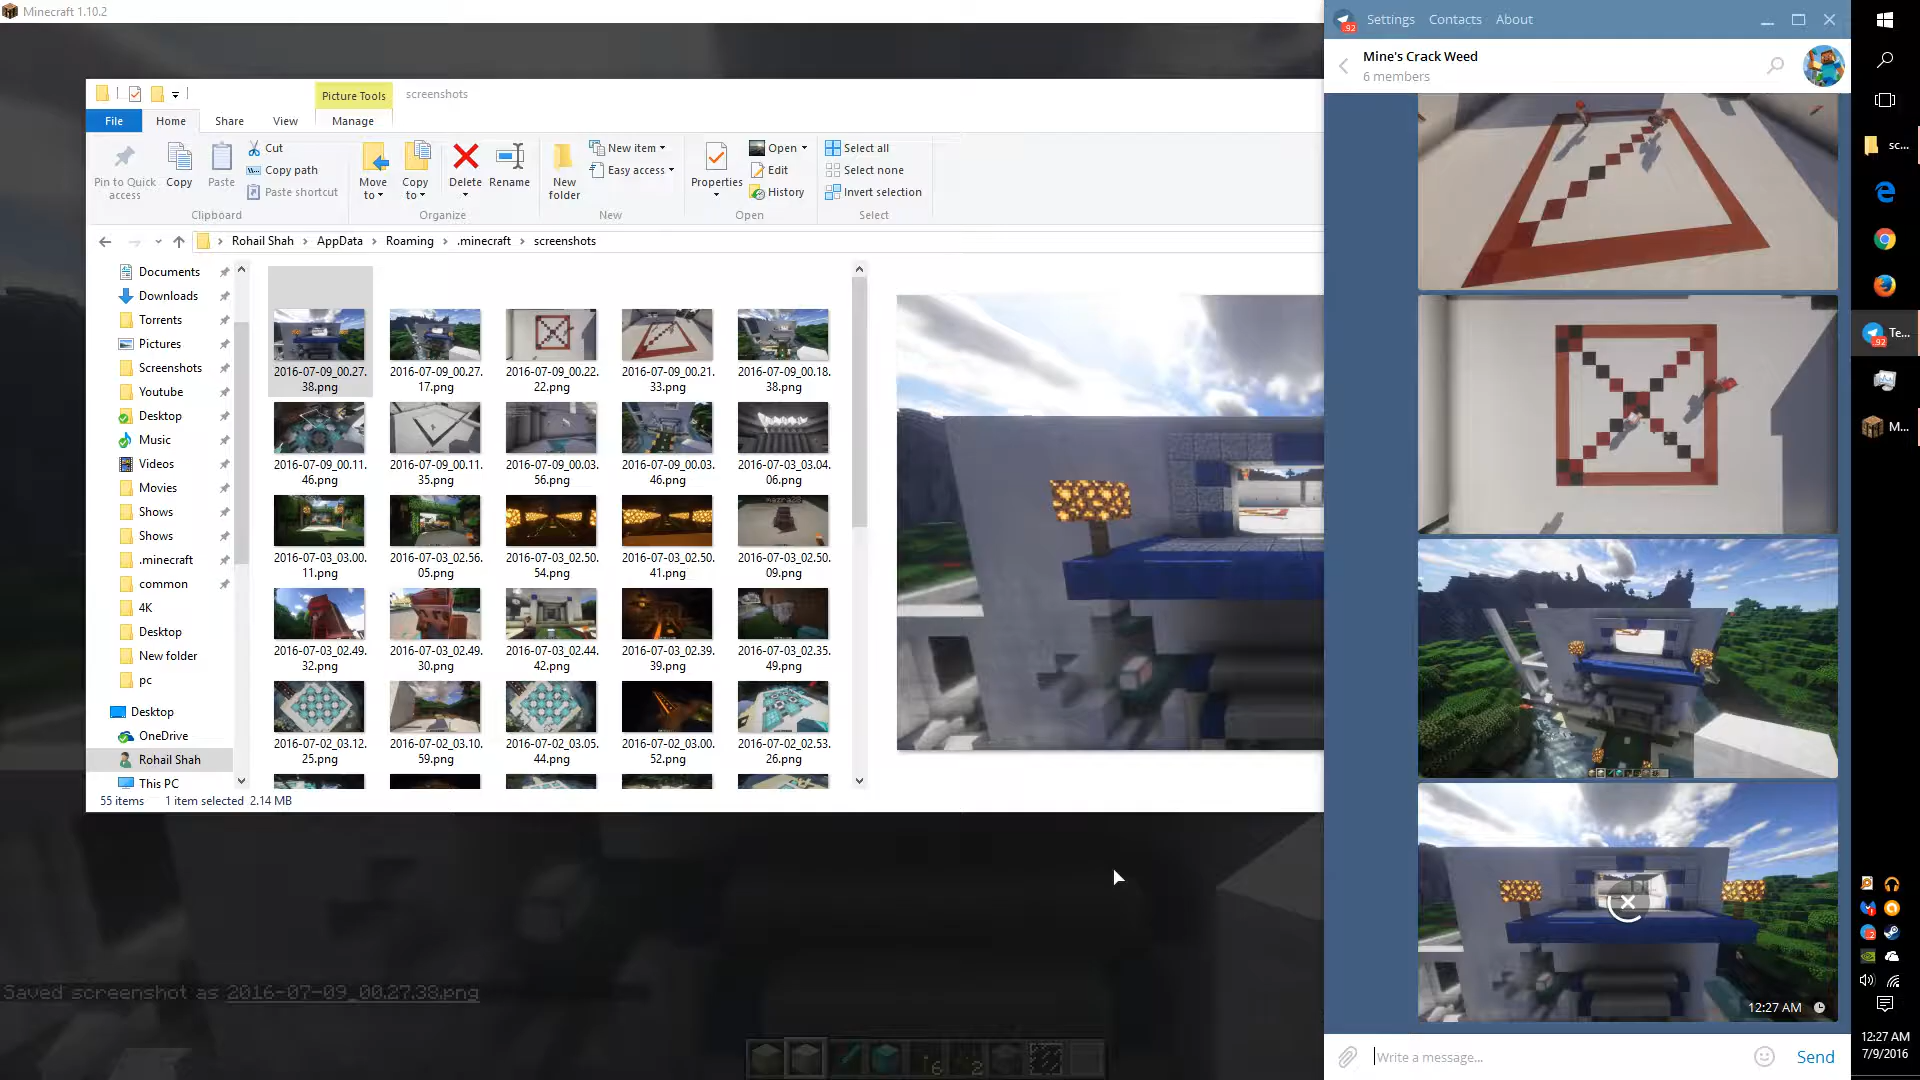 Minecraft 1.10.2
Picture Tools
screenshots
File
Home
Share
View
Manage
Pin to Quick access
Copy
Paste
Cut
Copy path
Paste shortcut
Clipboard
Move to
Copy to
Delete
Rename
Organize
New folder
New item
Easy access
New
Properties
Open
Edit
History
Open
Select all
Select none
Invert selection
Select
Rohail Shah > AppData > Roaming > .minecraft > screenshots
Documents
Downloads
Torrents
Pictures
Screenshots
Youtube
Desktop
Music
Videos
Movies
Shows
Shows
.minecraft
common
4K
Desktop
New folder
pc
Desktop
OneDrive
Rohail Shah
This PC
2016-07-09_00.27.38.png
2016-07-09_00.27.17.png
2016-07-09_00.22.22.png
2016-07-09_00.21.33.png
2016-07-09_00.18.38.png
2016-07-09_00.11.46.png
2016-07-09_00.11.35.png
2016-07-09_00.03.56.png
2016-07-09_00.03.46.png
2016-07-03_03.04.06.png
2016-07-03_03.00.11.png
2016-07-03_02.56.05.png
2016-07-03_02.50.54.png
2016-07-03_02.50.41.png
2016-07-03_02.50.09.png
2016-07-03_02.49.32.png
2016-07-03_02.49.30.png
2016-07-03_02.44.42.png
2016-07-03_02.39.39.png
2016-07-03_02.35.49.png
2016-07-02_03.12.25.png
2016-07-02_03.10.59.png
2016-07-02_03.05.44.png
2016-07-02_03.00.52.png
2016-07-02_02.53.26.png
55 items
1 item selected 2.14 MB
Saved screenshot as 2016-07-09_00.27.38.png
6
2
92
Settings
Contacts
About
Mine's Crack Weed
6 members
12:27 AM
Write a message...
Send
sc...
Te...
92
M...
12:27 AM
7/9/2016